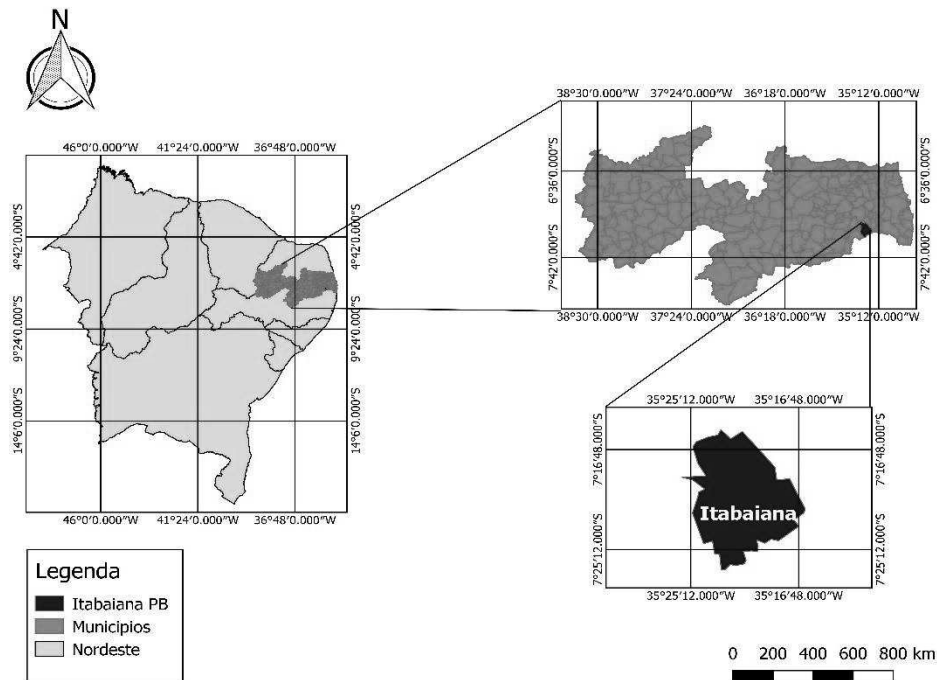 N
46°0′0.000″W 41°24′0.000″W 36°48′0.000″W
4°42′0.000″S 4°42′0.000″S
9°24′0.000″S 9°24′0.000″S
14°6′0.000″S 14°6′0.000″S
46°0′0.000″W 41°24′0.000″W 36°48′0.000″W
38°30′0.000″W 37°24′0.000″W 36°18′0.000″W 35°12′0.000″W
6°36′0.000″S 6°36′0.000″S
7°42′0.000″S 7°42′0.000″S
38°30′0.000″W 37°24′0.000″W 36°18′0.000″W 35°12′0.000″W
35°25′12.000″W 35°16′48.000″W
7°16′48.000″S 7°16′48.000″S
Itabaiana
7°25′12.000″S 7°25′12.000″S
35°25′12.000″W 35°16′48.000″W
Legenda
Itabaiana PB
Municipios
Nordeste
0 200 400 600 800 km